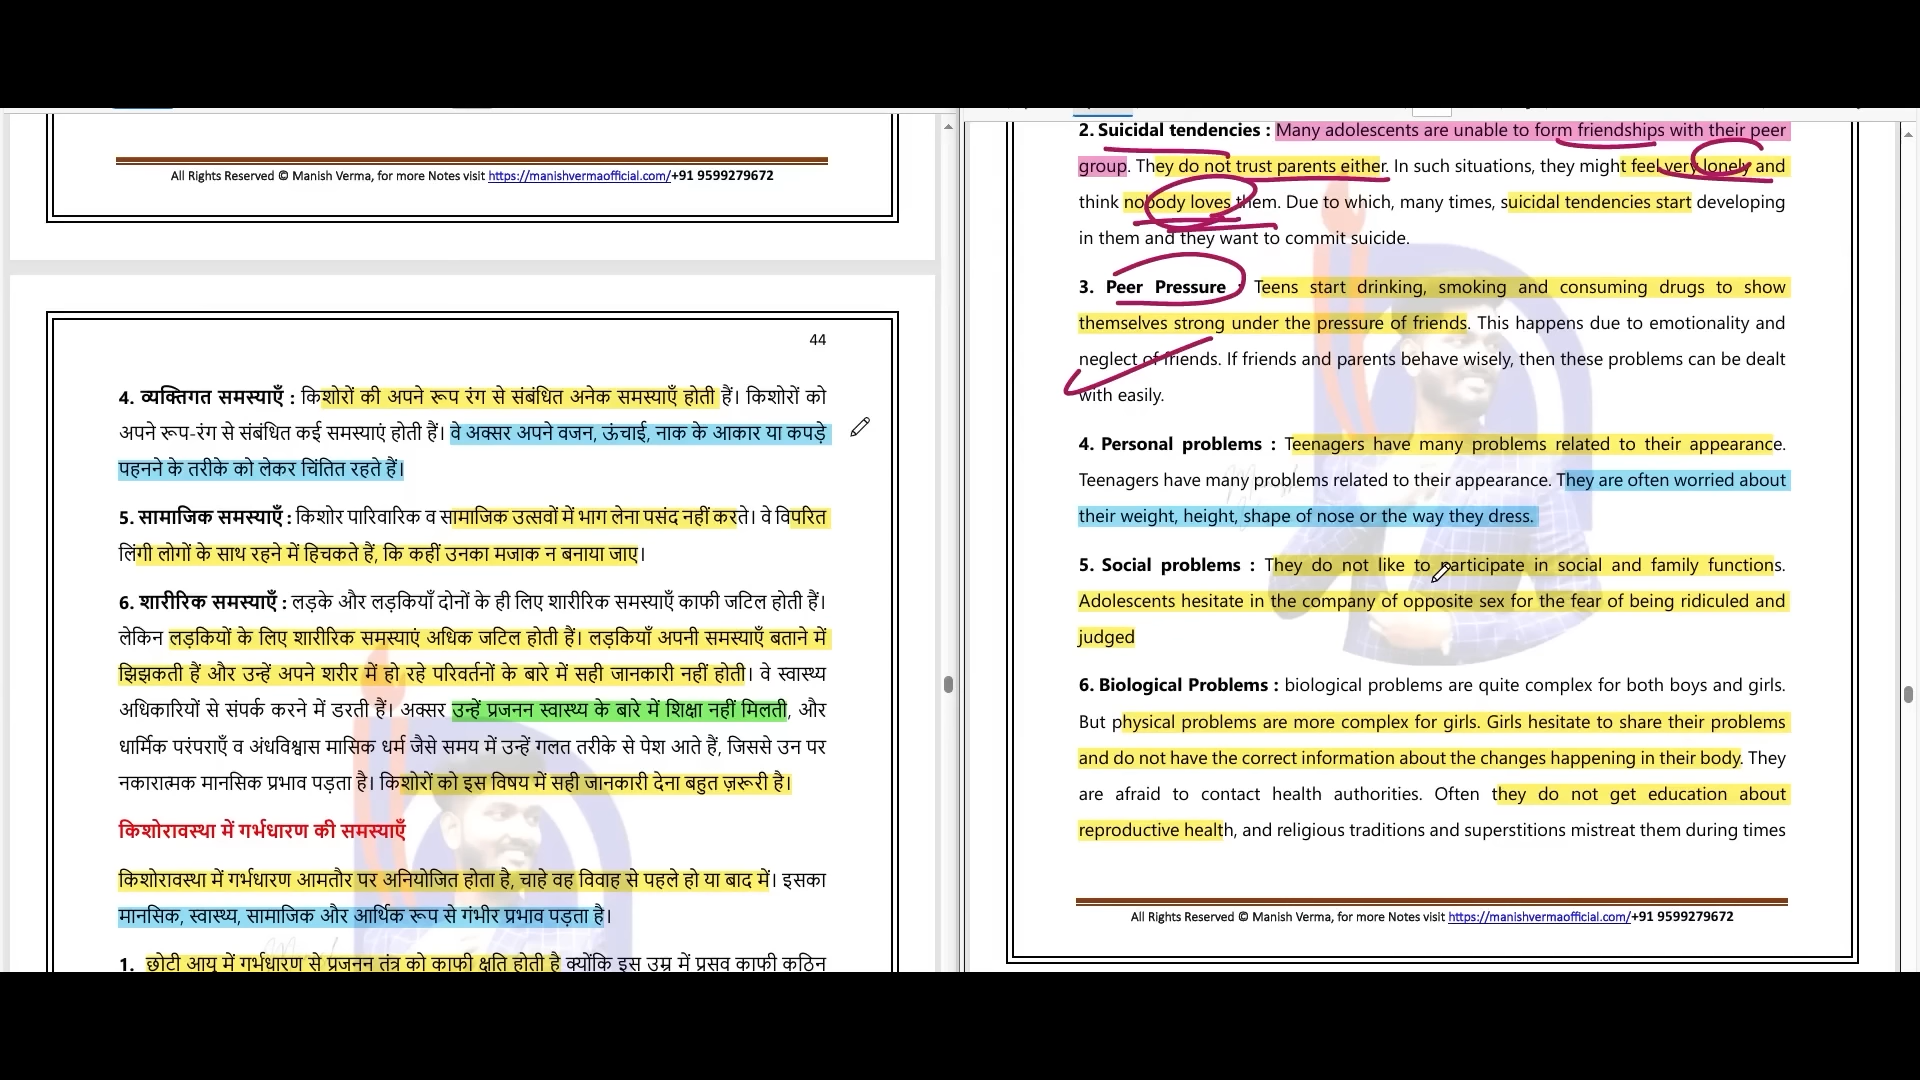 All Rights Reserved © Manish Verma, for more Notes visit https://manishvermaofficial.com/+91 9599279672
44
4. व्यक्तिगत समस्याएँ : किशोरों की अपने रूप रंग से संबंधित अनेक समस्याएँ होती हैं। किशोरों को
अपने रूप-रंग से संबंधित कई समस्याएं होती हैं। वे अक्सर अपने वजन, ऊंचाई, नाक के आकार या कपड़े
पहनने के तरीके को लेकर चिंतित रहते हैं।
5. सामाजिक समस्याएँ : किशोर पारिवारिक व सामाजिक उत्सवों में भाग लेना पसंद नहीं करते। वे विपरित
लिंगी लोगों के साथ रहने में हिचकते हैं, कि कहीं उनका मजाक न बनाया जाए।
6. शारीरिक समस्याएँ : लड़के और लड़कियाँ दोनों के ही लिए शारीरिक समस्याएँ काफी जटिल होती हैं।
लेकिन लड़कियों के लिए शारीरिक समस्याएं अधिक जटिल होती हैं। लड़कियाँ अपनी समस्याएँ बताने में
झिझकती हैं और उन्हें अपने शरीर में हो रहे परिवर्तनों के बारे में सही जानकारी नहीं होती। वे स्वास्थ्य
अधिकारियों से संपर्क करने में डरती हैं। अक्सर उन्हें प्रजनन स्वास्थ्य के बारे में शिक्षा नहीं मिलती, और
धार्मिक परंपराएँ व अंधविश्वास मासिक धर्म जैसे समय में उन्हें गलत तरीके से पेश आते हैं, जिससे उन पर
नकारात्मक मानसिक प्रभाव पड़ता है। किशोरों को इस विषय में सही जानकारी देना बहुत ज़रूरी है।
किशोरावस्था में गर्भधारण की समस्याएँ
किशोरावस्था में गर्भधारण आमतौर पर अनियोजित होता है, चाहे वह विवाह से पहले हो या बाद में। इसका
मानसिक, स्वास्थ्य, सामाजिक और आर्थिक रूप से गंभीर प्रभाव पड़ता है।
1. छोटी आयु में गर्भधारण से प्रजनन तंत्र को काफी क्षति होती है क्योंकि इस उम्र में प्रसव काफी कठिन
2. Suicidal tendencies : Many adolescents are unable to form friendships with their peer
group. They do not trust parents either. In such situations, they might feel very lonely and
think nobody loves them. Due to which, many times, suicidal tendencies start developing
in them and they want to commit suicide.
3. Peer Pressure : Teens start drinking, smoking and consuming drugs to show
themselves strong under the pressure of friends. This happens due to emotionality and
neglect of friends. If friends and parents behave wisely, then these problems can be dealt
with easily.
4. Personal problems : Teenagers have many problems related to their appearance.
Teenagers have many problems related to their appearance. They are often worried about
their weight, height, shape of nose or the way they dress.
5. Social problems : They do not like to participate in social and family functions.
Adolescents hesitate in the company of opposite sex for the fear of being ridiculed and
judged
6. Biological Problems : biological problems are quite complex for both boys and girls.
But physical problems are more complex for girls. Girls hesitate to share their problems
and do not have the correct information about the changes happening in their body. They
are afraid to contact health authorities. Often they do not get education about
reproductive health, and religious traditions and superstitions mistreat them during times
All Rights Reserved © Manish Verma, for more Notes visit https://manishvermaofficial.com/+91 9599279672